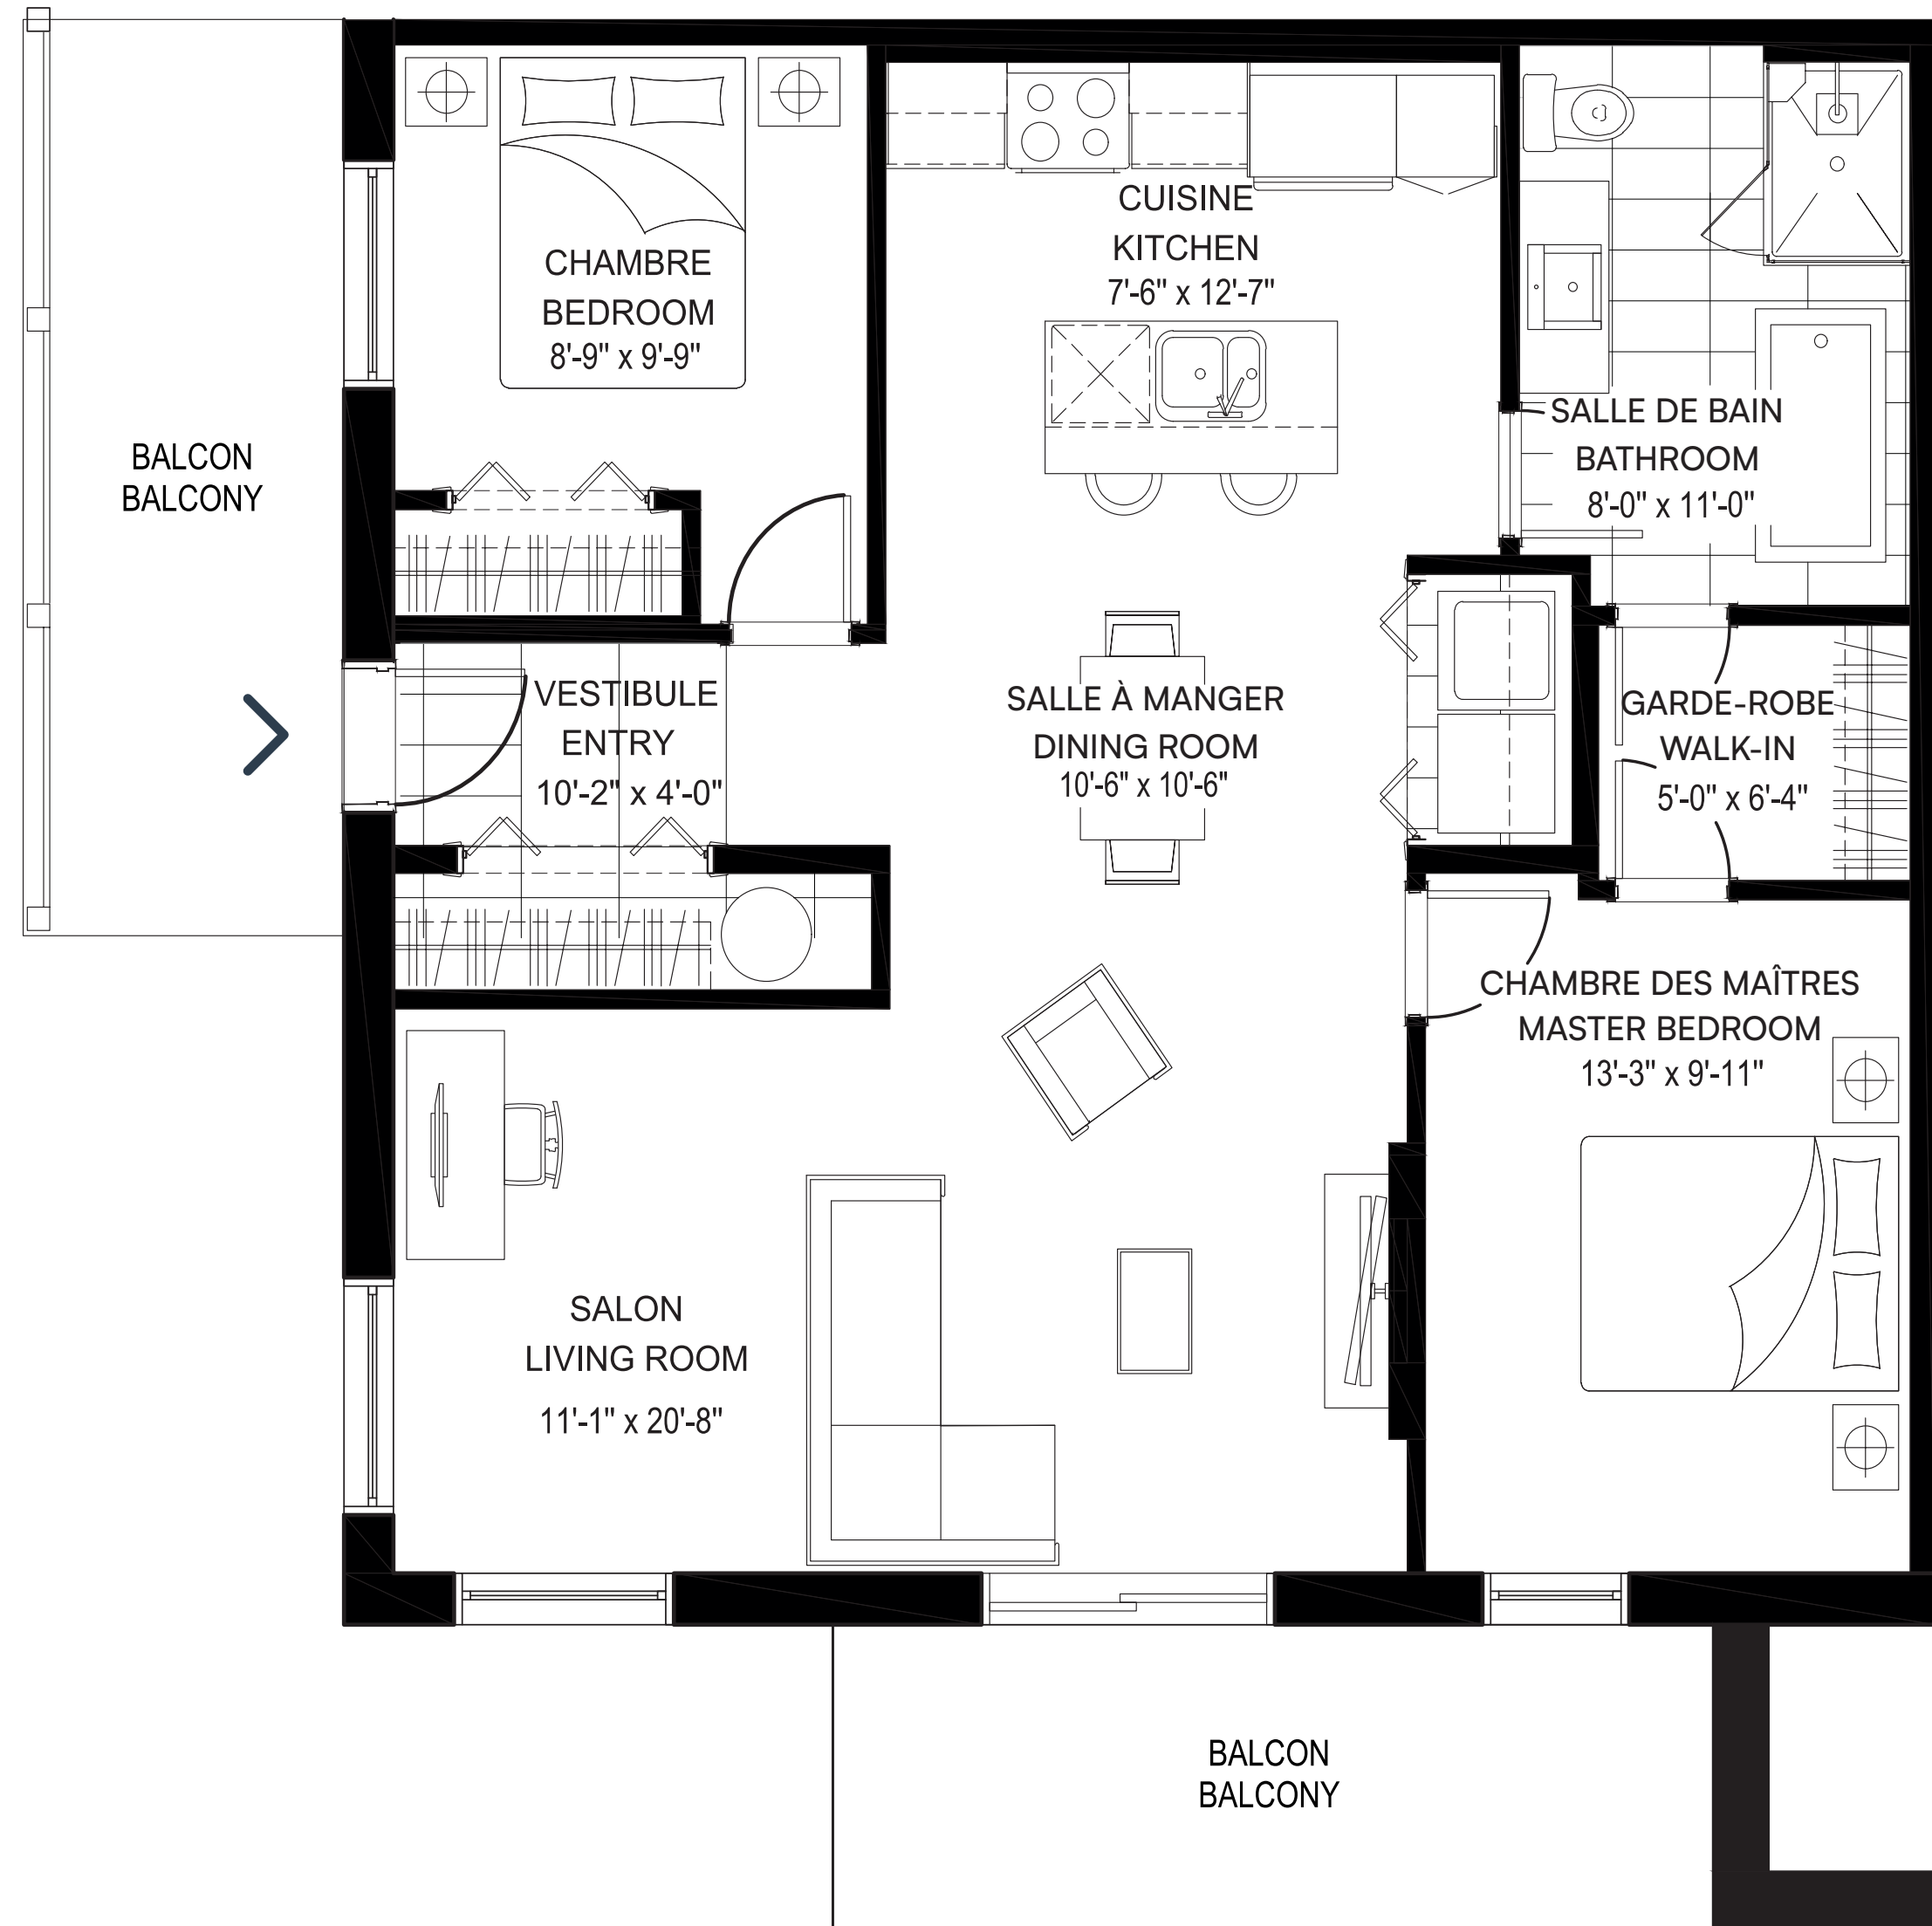 CUISINE
KITCHEN
7'-6" x 12'-7"
CHAMBRE
BEDROOM
8'-9" x 9'-9"
SALLE DE BAIN
BATHROOM
8'-0" x 11'-0"
BALCON
BALCONY
VESTIBULE
ENTRY
10'-2" x 4'-0"
SALLE À MANGER
DINING ROOM
10'-6" x 10'-6"
GARDE-ROBE
WALK-IN
5'-0" x 6'-4"
CHAMBRE DES MAÎTRES
MASTER BEDROOM
13'-3" x 9'-11"
SALON
LIVING ROOM
11'-1" x 20'-8"
BALCON
BALCONY